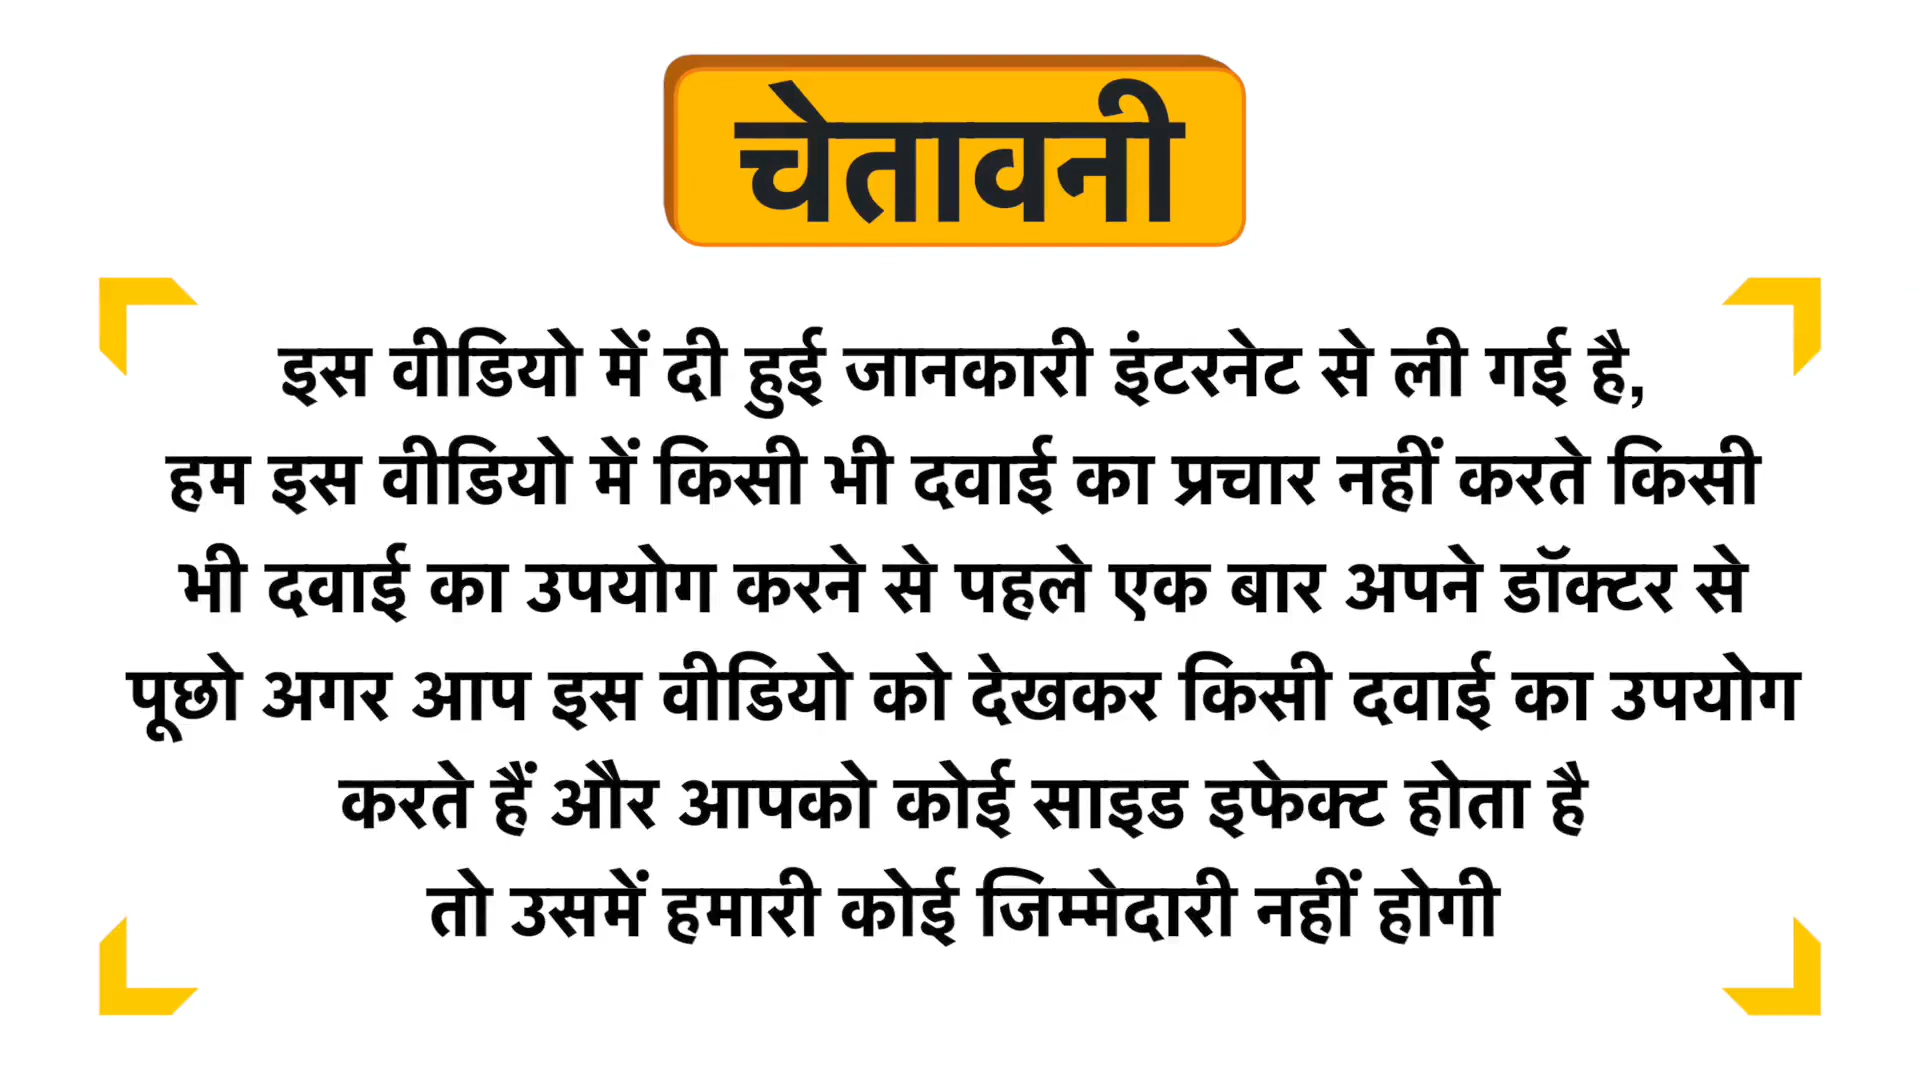 चेतावनी
इस वीडियो में दी हुई जानकारी इंटरनेट से ली गई है,
हम इस वीडियो में किसी भी दवाई का प्रचार नहीं करते किसी
भी दवाई का उपयोग करने से पहले एक बार अपने डॉक्टर से
पूछो अगर आप इस वीडियो को देखकर किसी दवाई का उपयोग
करते हैं और आपको कोई साइड इफेक्ट होता है
तो उसमें हमारी कोई जिम्मेदारी नहीं होगी